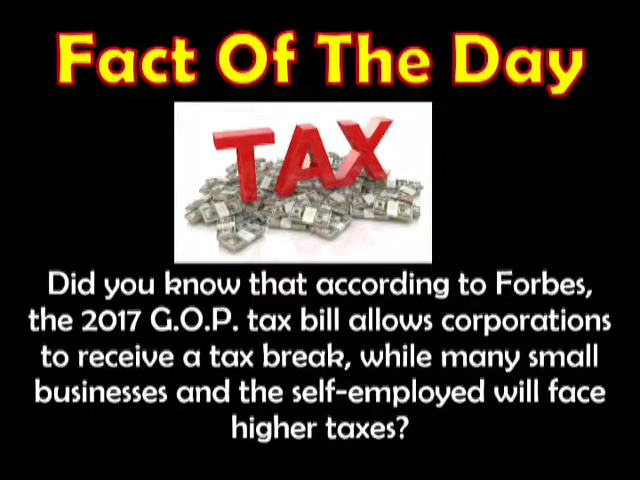 Fact Of The Day
TAX
Did you know that according to Forbes,
the 2017 G.O.P. tax bill allows corporations
to receive a tax break, while many small
businesses and the self-employed will face
higher taxes?